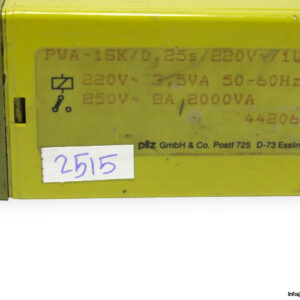 PWA-1SK/0,25s/220V~/1U
220V~ 3,5VA 50-60Hz
250V~ 8A 2000VA
44206
2515
pilz GmbH & Co. Postf 725 D-73 Esslin